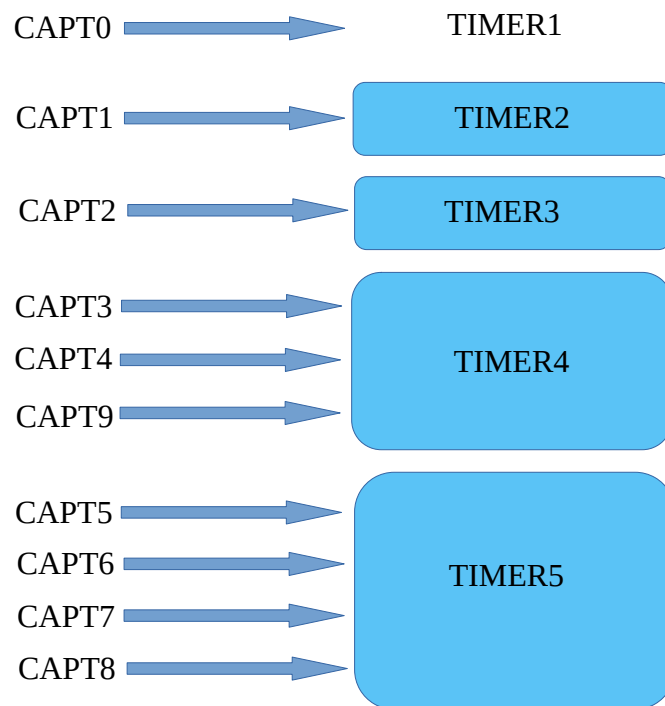 CAPT0 TIMER1
CAPT1 TIMER2
CAPT2 TIMER3
CAPT3
CAPT4 TIMER4
CAPT9
CAPT5
CAPT6 TIMER5
CAPT7
CAPT8